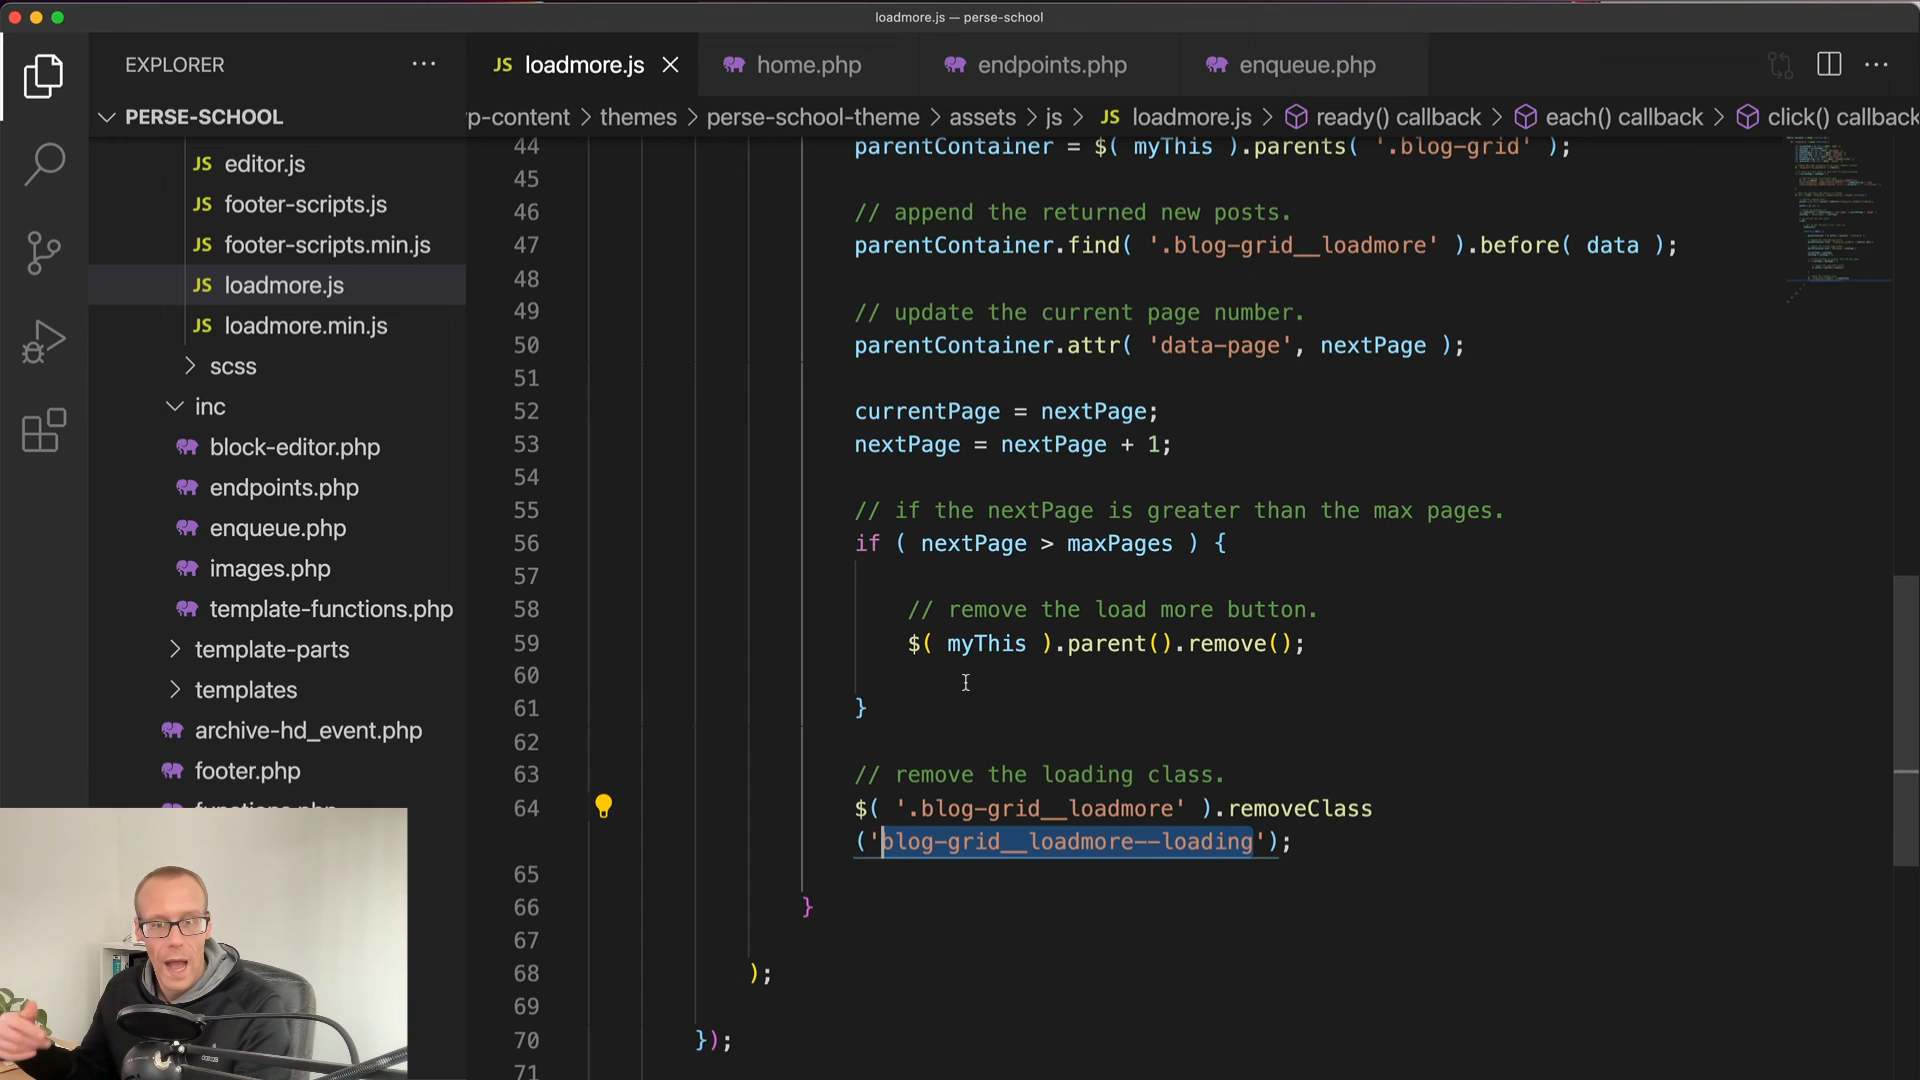 loadmore.js — perse-school
EXPLORER
JS loadmore.js
home.php
endpoints.php
enqueue.php
PERSE-SCHOOL
p-content > themes > perse-school-theme > assets > js > JS loadmore.js > ready() callback > each() callback > click() callback
JS editor.js
JS footer-scripts.js
JS footer-scripts.min.js
JS loadmore.js
JS loadmore.min.js
scss
inc
block-editor.php
endpoints.php
enqueue.php
images.php
template-functions.php
template-parts
templates
archive-hd_event.php
footer.php
functions.php
44 parentContainer = $( myThis ).parents( '.blog-grid' );
45
46 // append the returned new posts.
47 parentContainer.find( '.blog-grid__loadmore' ).before( data );
48
49 // update the current page number.
50 parentContainer.attr( 'data-page', nextPage );
51
52 currentPage = nextPage;
53 nextPage = nextPage + 1;
54
55 // if the nextPage is greater than the max pages.
56 if ( nextPage > maxPages ) {
57
58 // remove the load more button.
59 $( myThis ).parent().remove();
60
61 }
62
63 // remove the loading class.
64 $( '.blog-grid__loadmore' ).removeClass
('blog-grid__loadmore--loading');
65
66 }
67
68 );
69
70 });
71